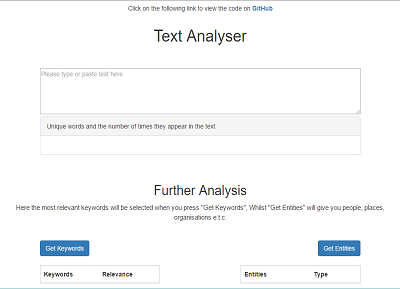 Click on the following link to view the code on GitHub
Text Analyser
Please type or paste text here
Unique words and the number of times they appear in the text
Further Analysis
Here the most relevant keywords will be selected when you press "Get Keywords", Whilst "Get Entities" will give you people, places,
organisations e.t.c.
Get Keywords Get Entities
Keywords Relevance Entities Type